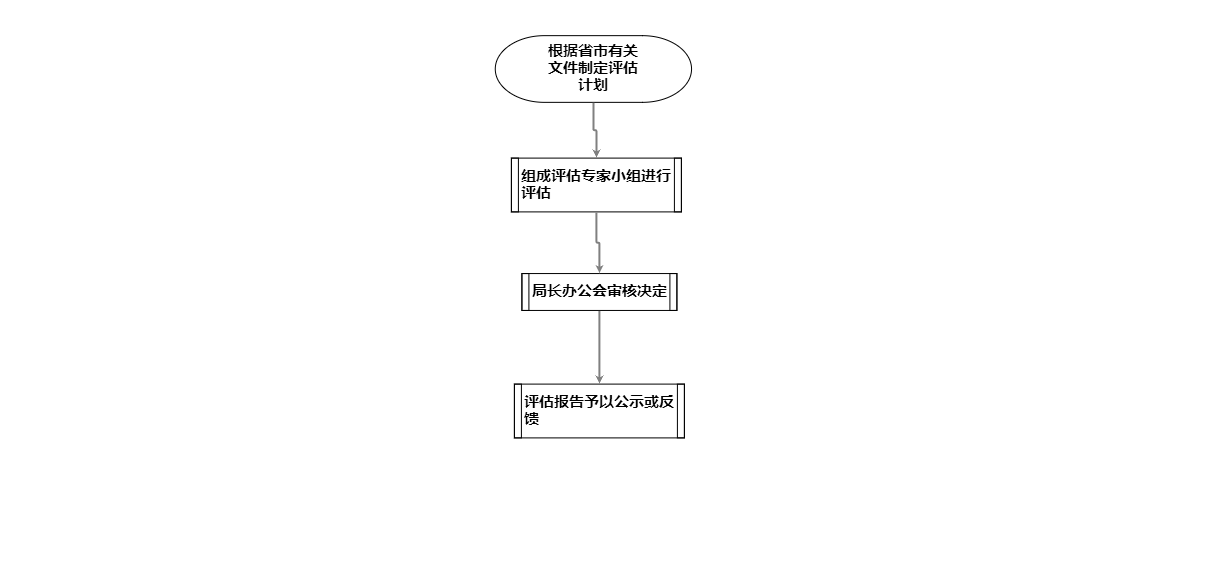 根据省市有关
文件制定评估
计划
组成评估专家小组进行
评估
局长办公会审核决定
评估报告予以公示或反
馈